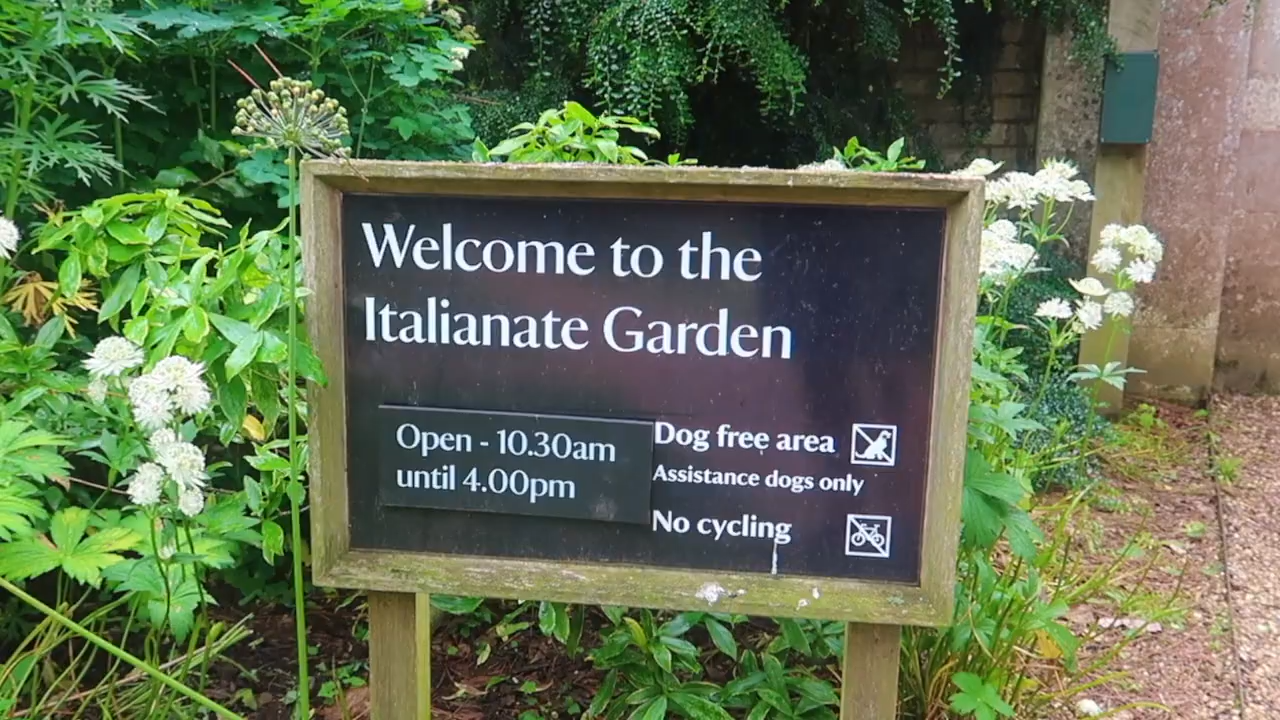 Welcome to the
Italianate Garden
Open - 10.30am
until 4.00pm
Dog free area
Assistance dogs only
No cycling